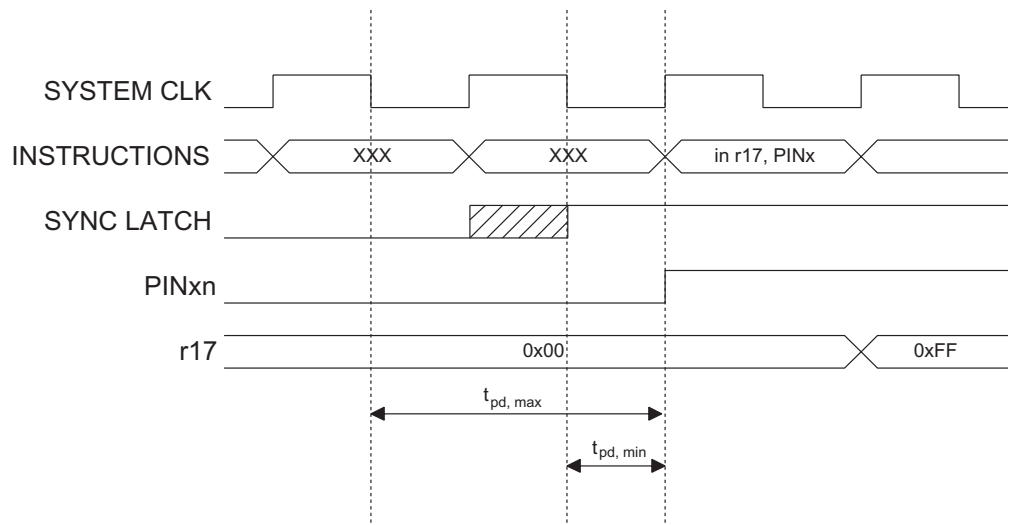 SYSTEM CLK
INSTRUCTIONS XXX XXX in r17, PINx
SYNC LATCH
PINxn
r17 0x00 0xFF
tpd, max
tpd, min